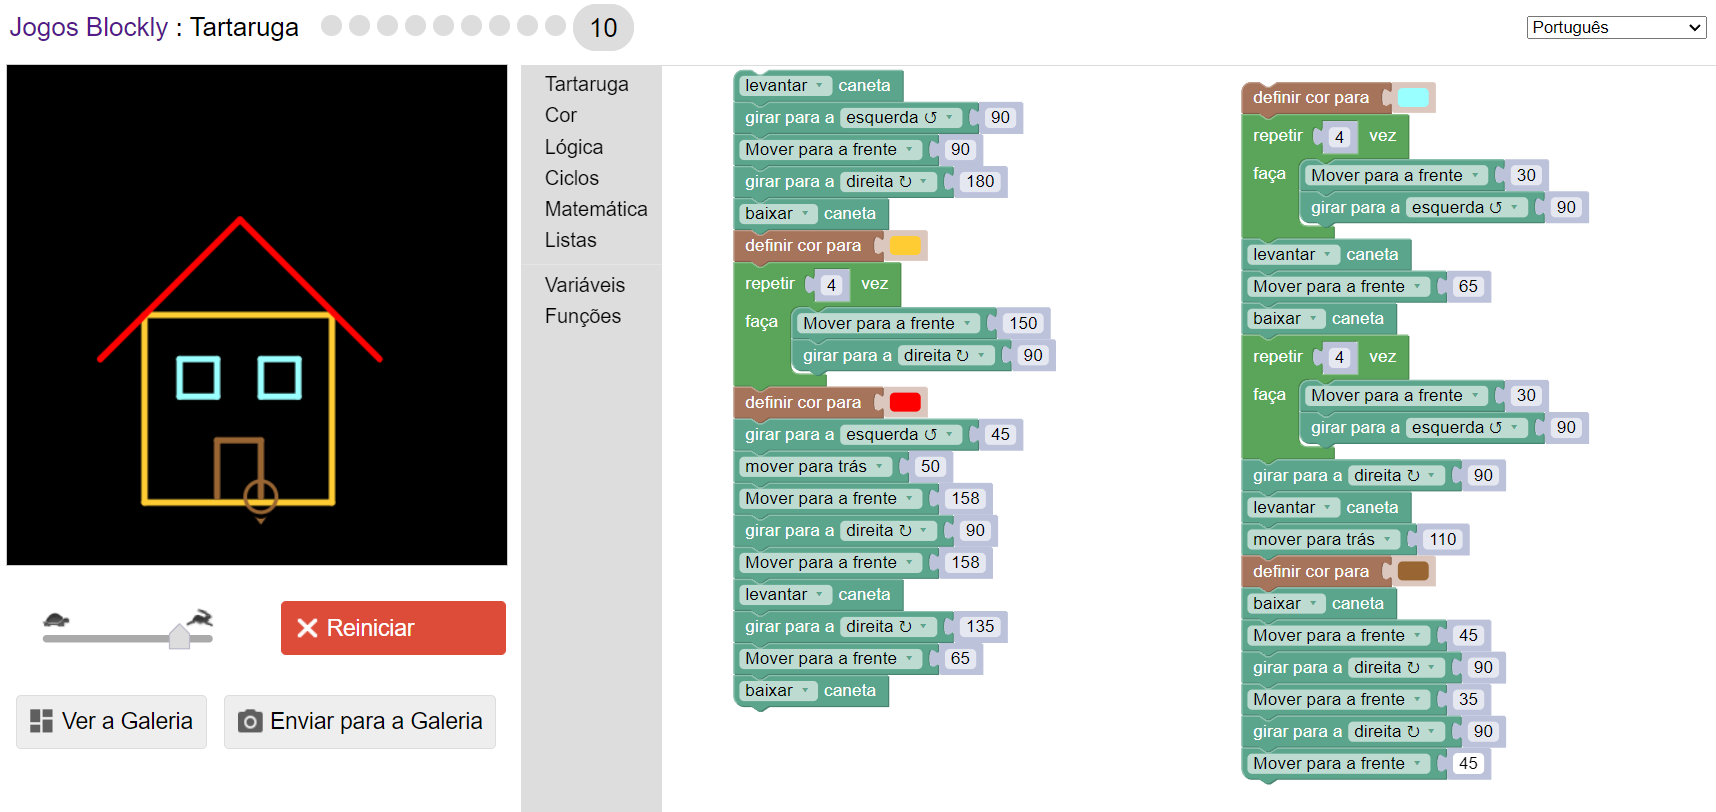 Jogos Blockly : Tartaruga
10
Português
Tartaruga
Cor
Lógica
Ciclos
Matemática
Listas
Variáveis
Funções
levantar caneta
girar para a esquerda ↺ 90
Mover para a frente 90
girar para a direita ↻ 180
baixar caneta
definir cor para
repetir 4 vez
faça Mover para a frente 150
girar para a direita ↻ 90
definir cor para
girar para a esquerda ↺ 45
mover para trás 50
Mover para a frente 158
girar para a direita ↻ 90
Mover para a frente 158
levantar caneta
girar para a direita ↻ 135
Mover para a frente 65
baixar caneta
definir cor para
repetir 4 vez
faça Mover para a frente 30
girar para a esquerda ↺ 90
levantar caneta
Mover para a frente 65
baixar caneta
repetir 4 vez
faça Mover para a frente 30
girar para a esquerda ↺ 90
girar para a direita ↻ 90
levantar caneta
mover para trás 110
definir cor para
baixar caneta
Mover para a frente 45
girar para a direita ↻ 90
Mover para a frente 35
girar para a direita ↻ 90
Mover para a frente 45
Reiniciar
Ver a Galeria
Enviar para a Galeria